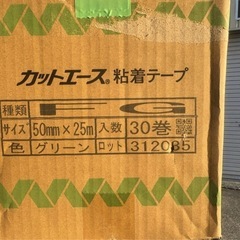 カットエース® 粘着テープ
種類 FG
サイズ 50mm×25m 入数 30巻
色 グリーン ロット 312085